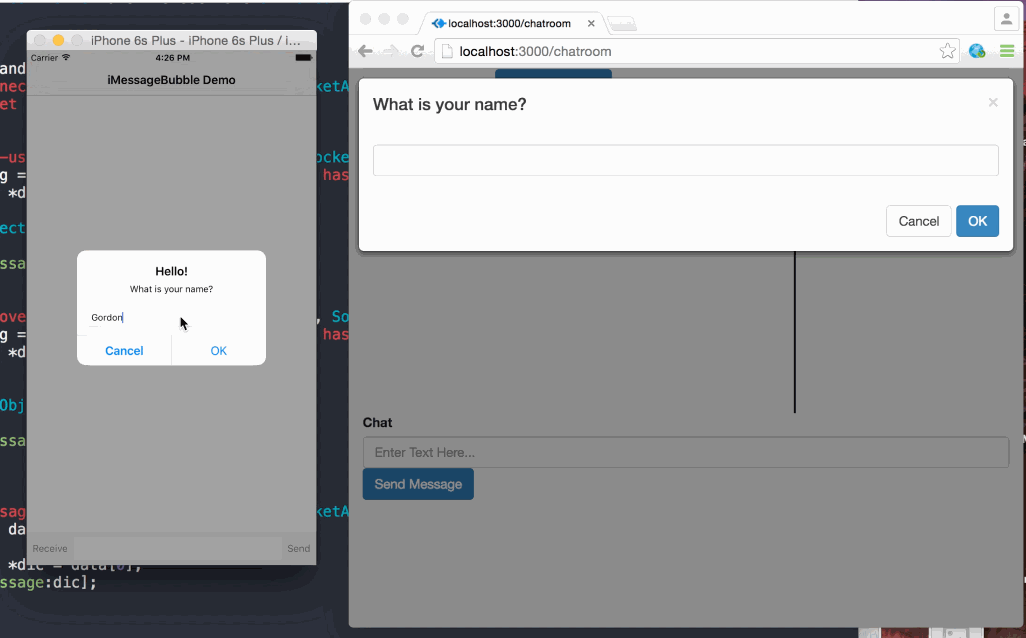 iPhone 6s Plus - iPhone 6s Plus / i...
Carrier
4:26 PM
iMessageBubble Demo
Hello!
What is your name?
Gordon
Cancel
OK
Receive
Send
localhost:3000/chatroom
localhost:3000/chatroom
What is your name?
×
Cancel
OK
Chat
Enter Text Here...
Send Message
and
nec
ketA
et
-us
ocke
g =
has
*d
ect
ssa
ove
, So
g =
has
*d
Obj
ssa
sag
ketA
da
*dic = data[0];
ssage:dic];